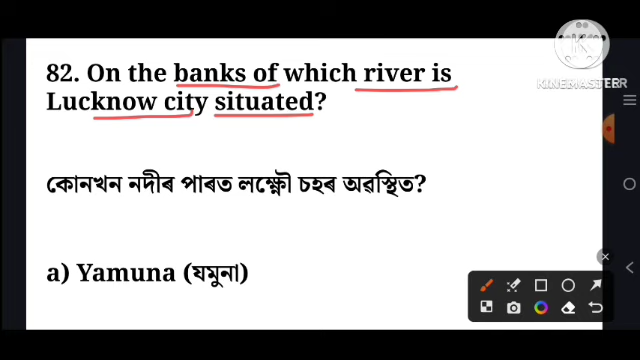 82. On the banks of which river is
Lucknow city situated?
কোনখন নদীৰ পাৰত লক্ষ্ণৌ চহৰ অৱস্থিত?
a) Yamuna (যমুনা)
KINEMASTER